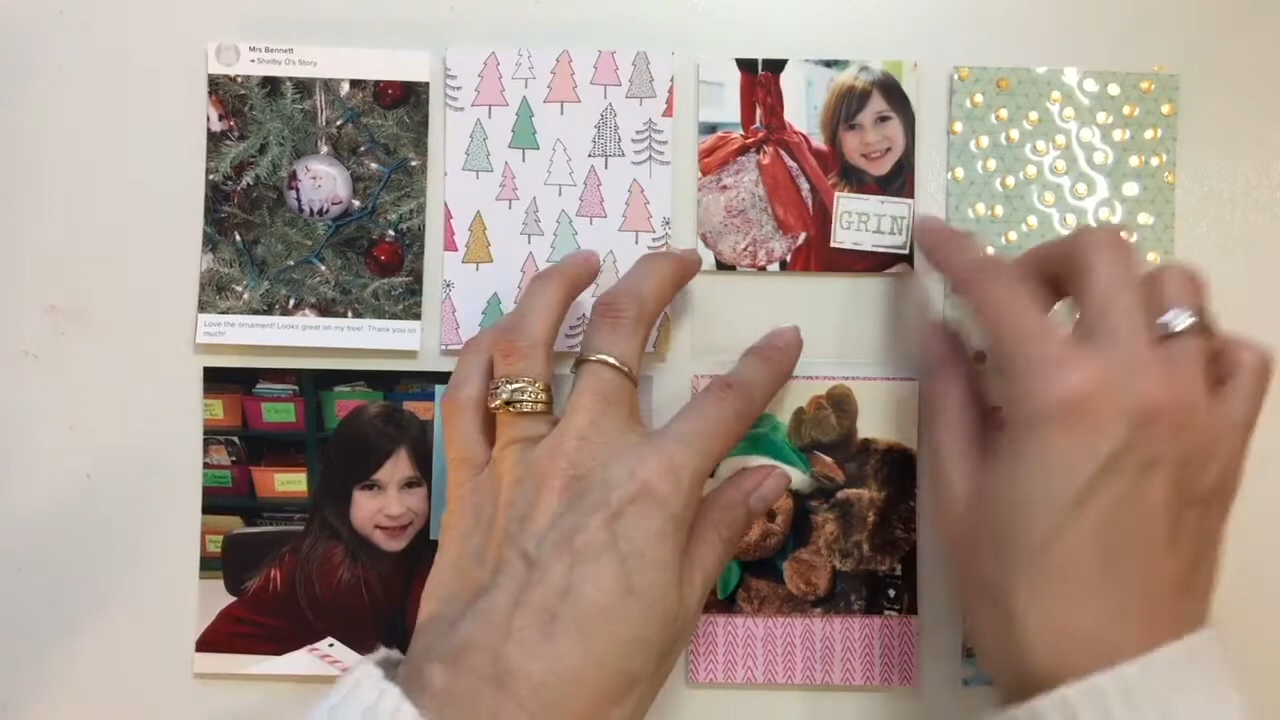 Mrs Bennett
→ Shelby O's Story
Love the ornament! Looks great on my tree! Thank you so
much!
GRIN